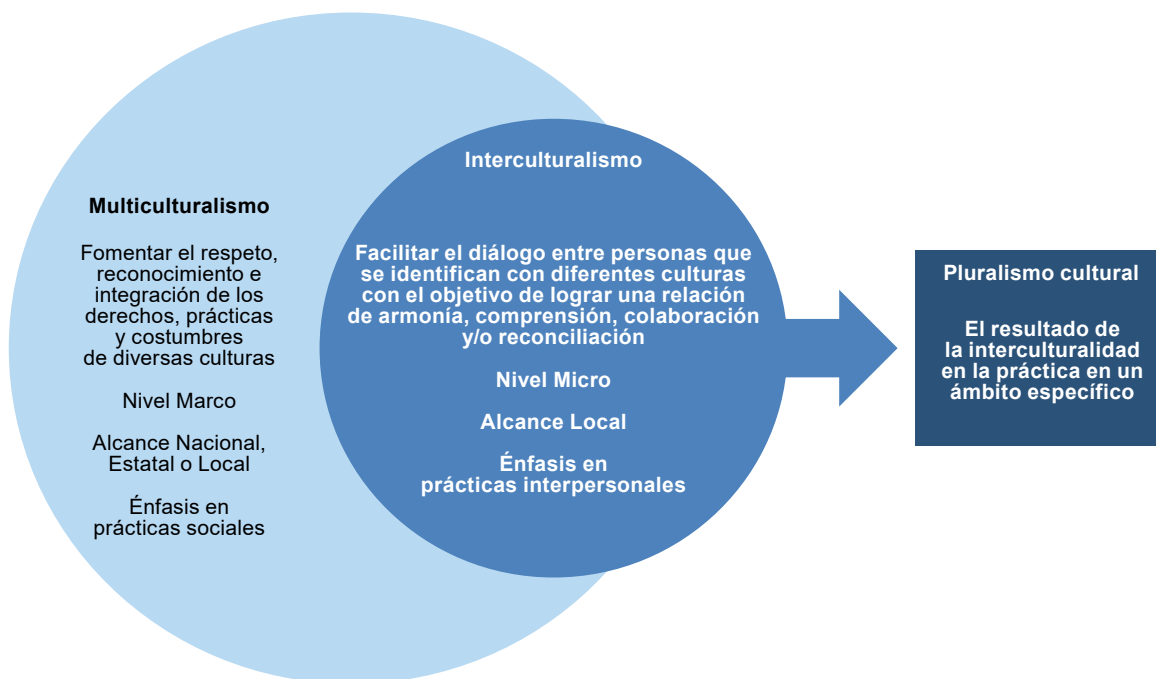 Multiculturalismo
Fomentar el respeto,
reconocimiento e
integración de los
derechos, prácticas
y costumbres
de diversas culturas
Nivel Marco
Alcance Nacional,
Estatal o Local
Énfasis en
prácticas sociales
Interculturalismo
Facilitar el diálogo entre personas que
se identifican con diferentes culturas
con el objetivo de lograr una relación
de armonía, comprensión, colaboración
y/o reconciliación
Nivel Micro
Alcance Local
Énfasis en
prácticas interpersonales
Pluralismo cultural
El resultado de
la interculturalidad
en la práctica en un
ámbito específico